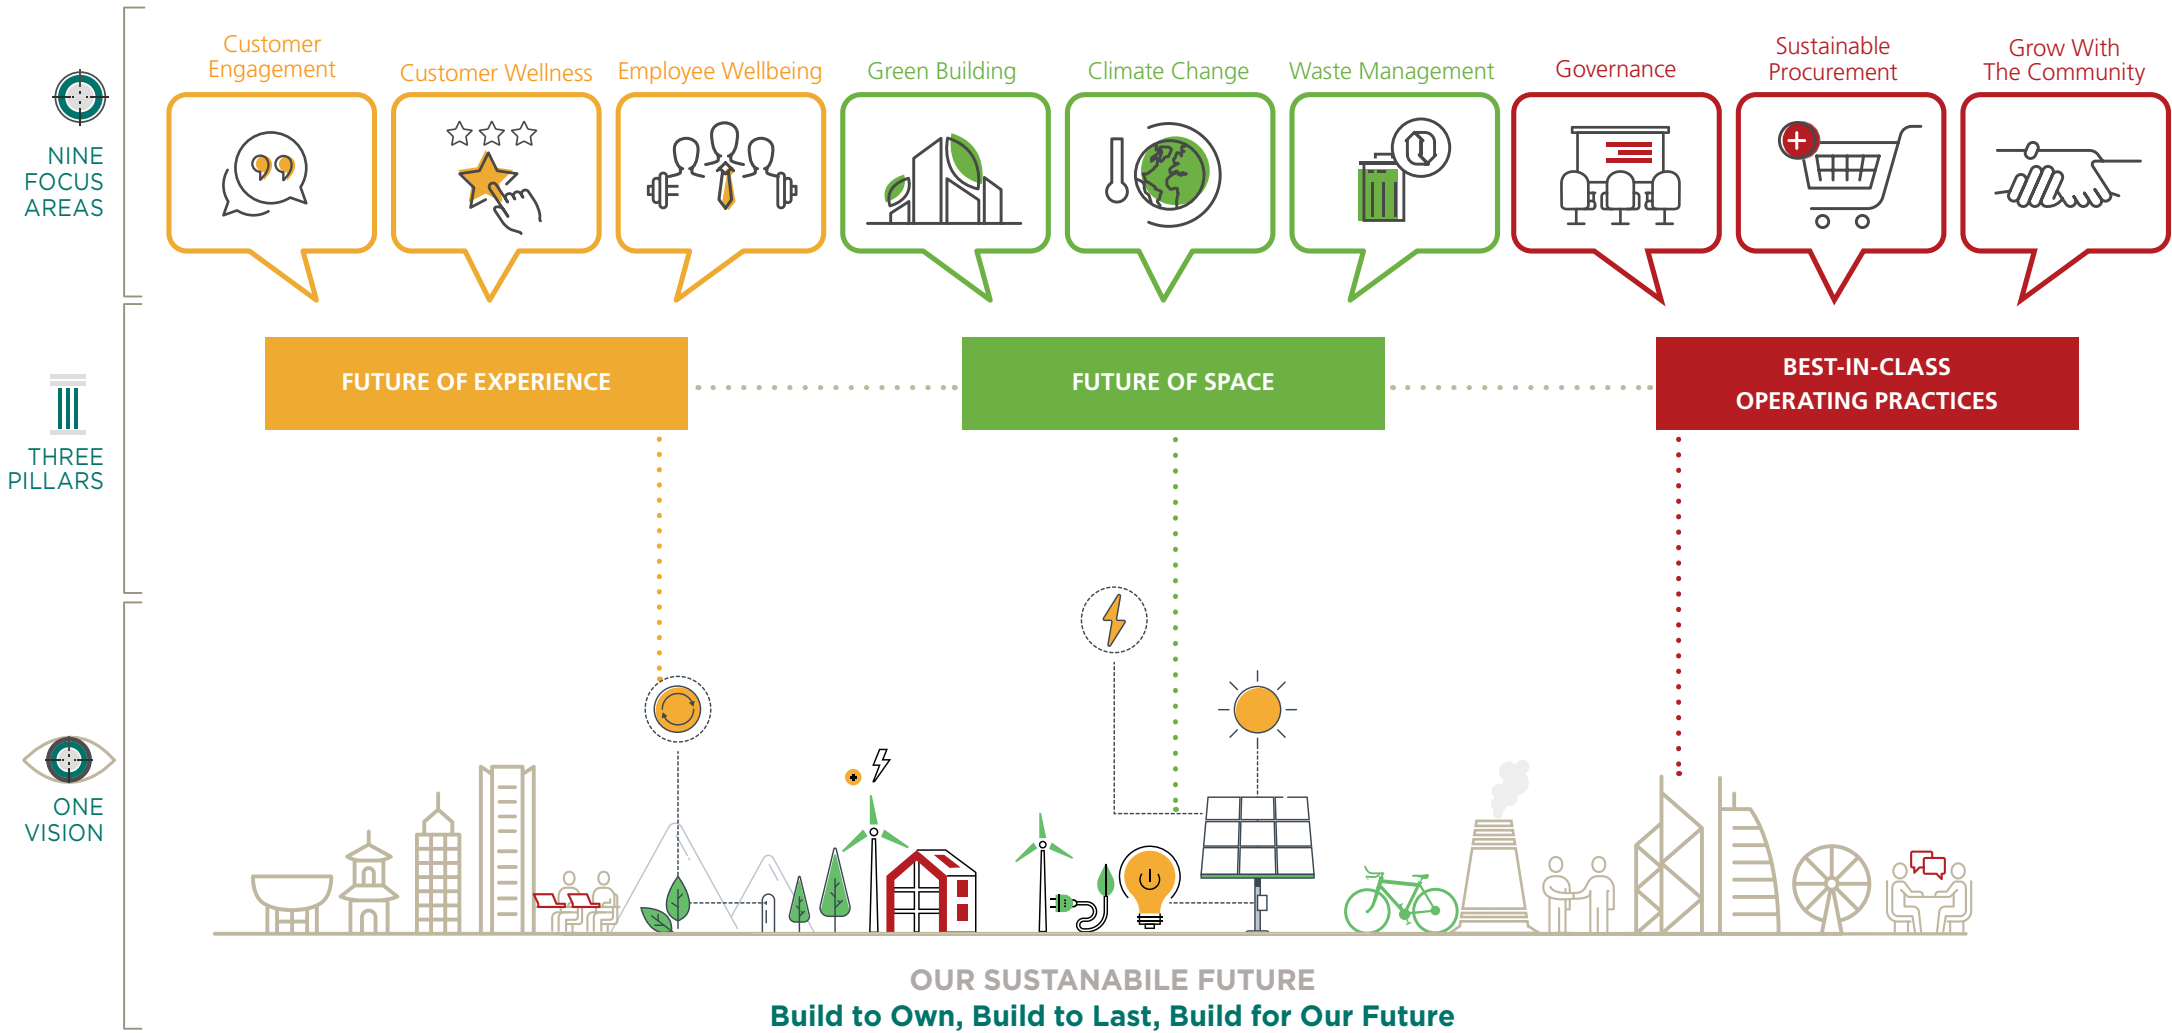 NINE
FOCUS
AREAS
Customer
Engagement
Customer Wellness
Employee Wellbeing
Green Building
Climate Change
Waste Management
Governance
Sustainable
Procurement
Grow With
The Community
THREE
PILLARS
FUTURE OF EXPERIENCE
FUTURE OF SPACE
BEST-IN-CLASS
OPERATING PRACTICES
ONE
VISION
OUR SUSTANABILE FUTURE
Build to Own, Build to Last, Build for Our Future